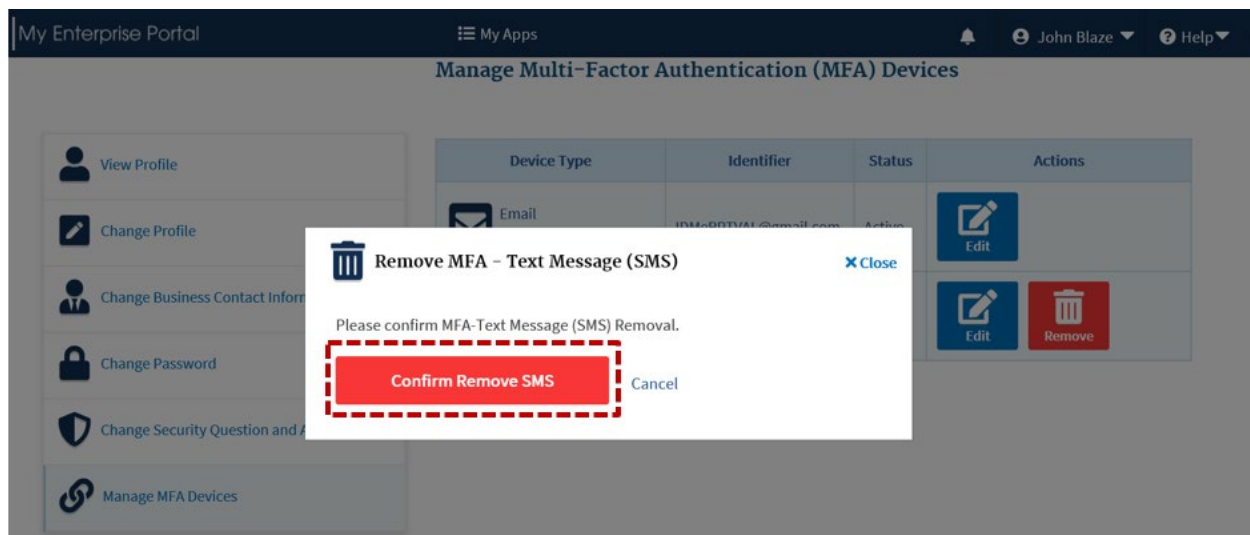 My Enterprise Portal
My Apps
John Blaze
Help
Manage Multi-Factor Authentication (MFA) Devices
View Profile
Change Profile
Change Business Contact Inform
Change Password
Change Security Question and A
Manage MFA Devices
Device Type Identifier Status Actions
Email Active Edit
Edit Remove
Remove MFA - Text Message (SMS)
Close
Please confirm MFA-Text Message (SMS) Removal.
Confirm Remove SMS
Cancel